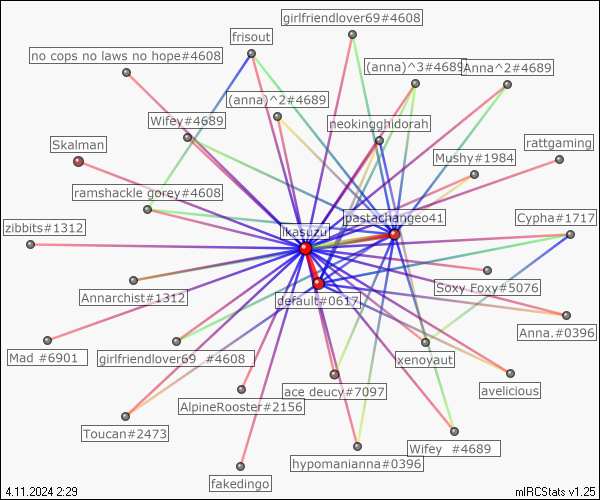 girlfriendlover69#4608
frisout
no cops no laws no hope#4608
(anna)^3#4689
Anna^2#4689
(anna)^2#4689
Wifey#4689
neokingghidorah
Skalman
Mushy#1984
rattgaming
ramshackle gorey#4608
pastachangeo41
Cypha#1717
zibbits#1312
ikasuzu
Annarchist#1312
default#0617
Soxy Foxy#5076
Anna.#0396
Mad #6901
girlfriendlover69 #4608
xenoyaut
ace deucy#7097
avelicious
AlpineRooster#2156
Toucan#2473
Wifey #4689
hypomanianna#0396
fakedingo
4.11.2024 2:29
mIRCStats v1.25